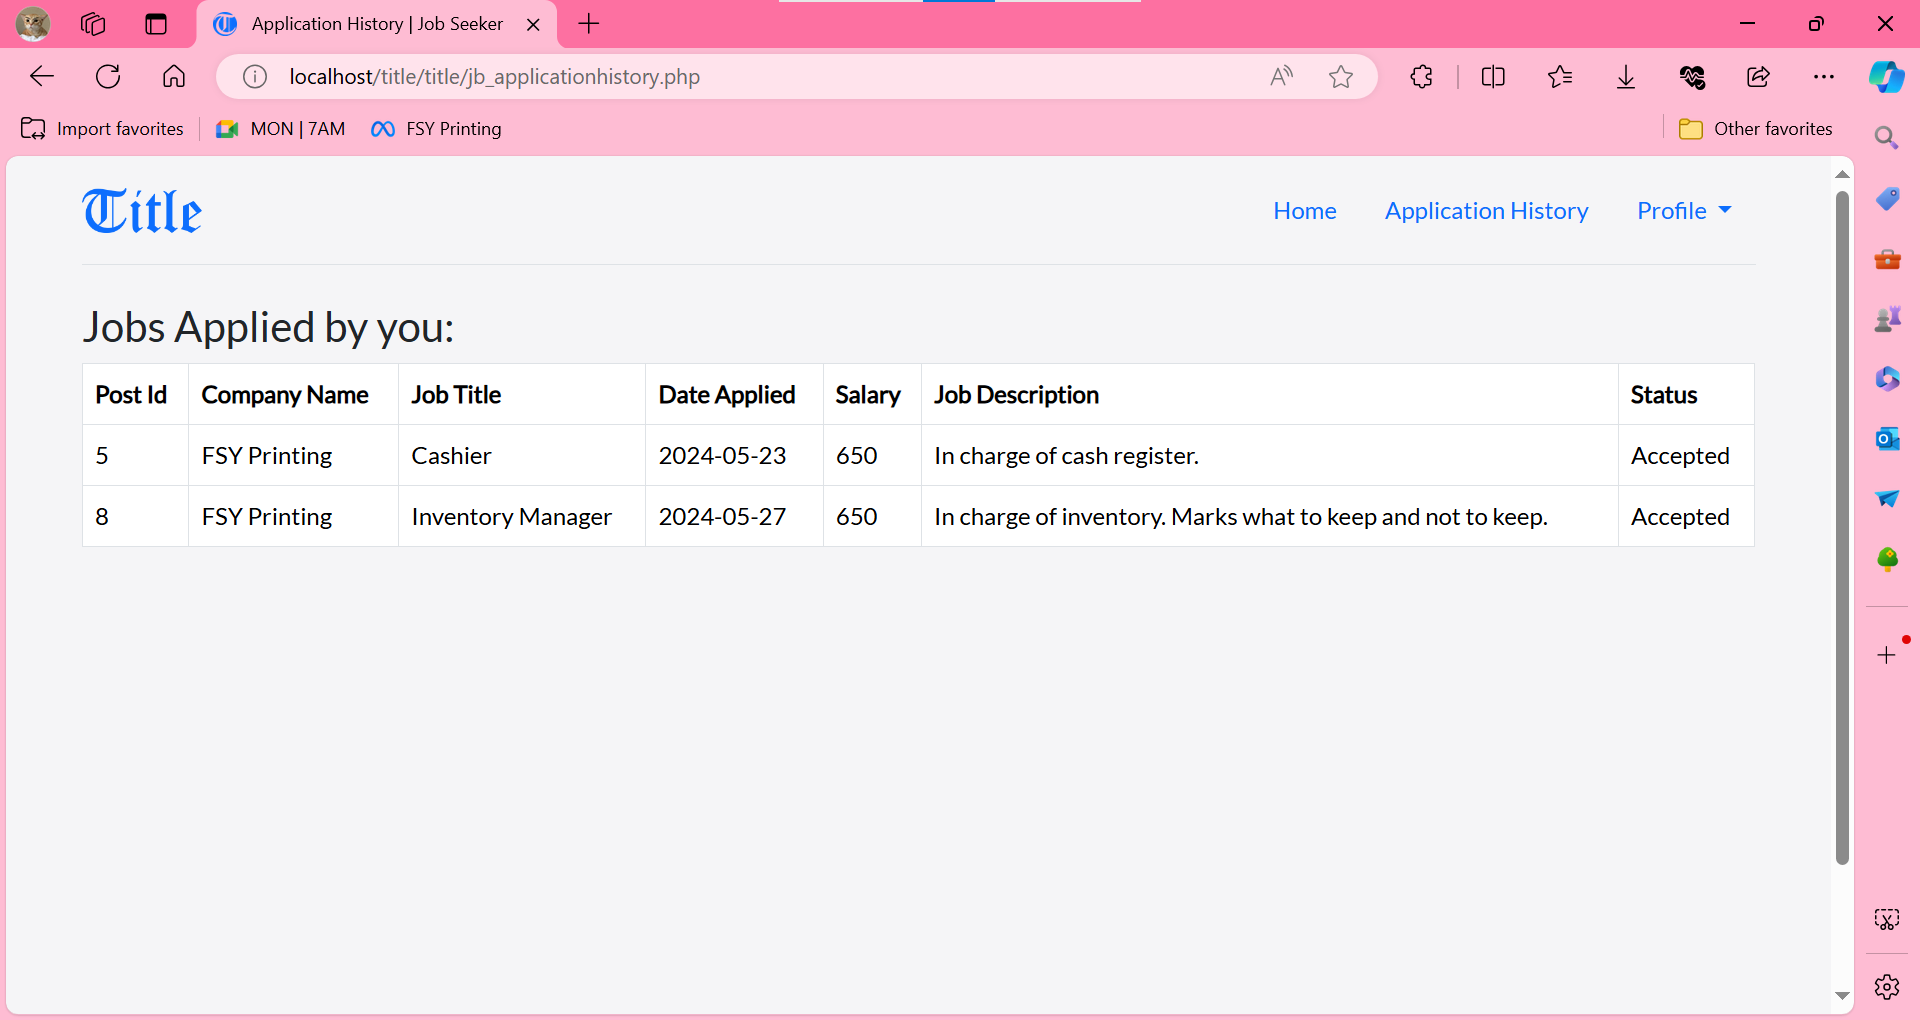 Application History | Job Seeker
localhost/title/title/jb_applicationhistory.php
Import favorites
MON | 7AM
FSY Printing
Other favorites
Title
Home
Application History
Profile
Jobs Applied by you:
Post Id Company Name Job Title Date Applied Salary Job Description Status
5 FSY Printing Cashier 2024-05-23 650 In charge of cash register. Accepted
8 FSY Printing Inventory Manager 2024-05-27 650 In charge of inventory. Marks what to keep and not to keep. Accepted